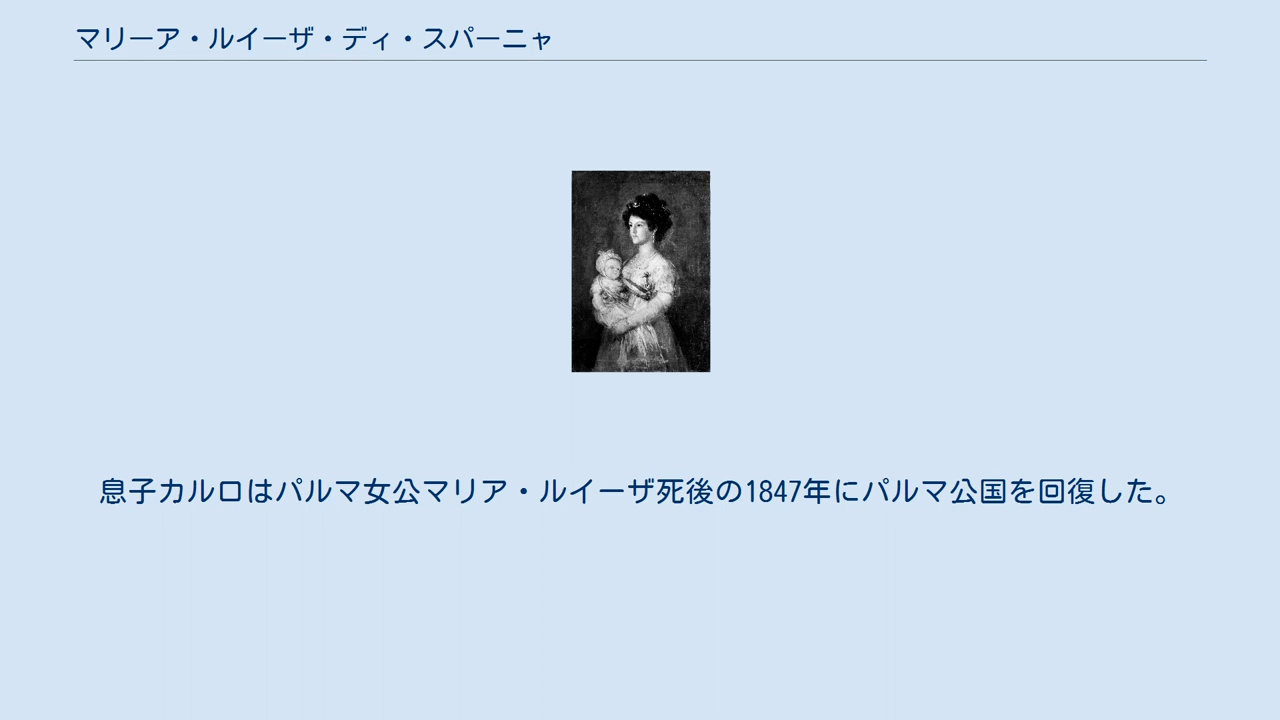 マリーア・ルイーザ・ディ・スパーニャ
息子カルロはパルマ女公マリア・ルイーザ死後の1847年にパルマ公国を回復した。